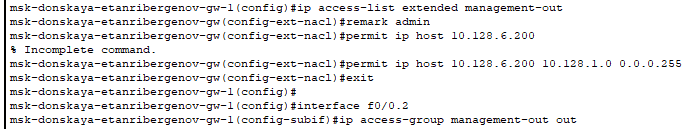 msk-donskaya-etanribergenov-gw-1(config)#ip access-list extended management-out
msk-donskaya-etanribergenov-gw-1(config-ext-nacl)#remark admin
msk-donskaya-etanribergenov-gw-1(config-ext-nacl)#permit ip host 10.128.6.200
% Incomplete command.
msk-donskaya-etanribergenov-gw-1(config-ext-nacl)#permit ip host 10.128.6.200 10.128.1.0 0.0.0.255
msk-donskaya-etanribergenov-gw-1(config-ext-nacl)#exit
msk-donskaya-etanribergenov-gw-1(config)#
msk-donskaya-etanribergenov-gw-1(config)#interface f0/0.2
msk-donskaya-etanribergenov-gw-1(config-subif)#ip access-group management-out out